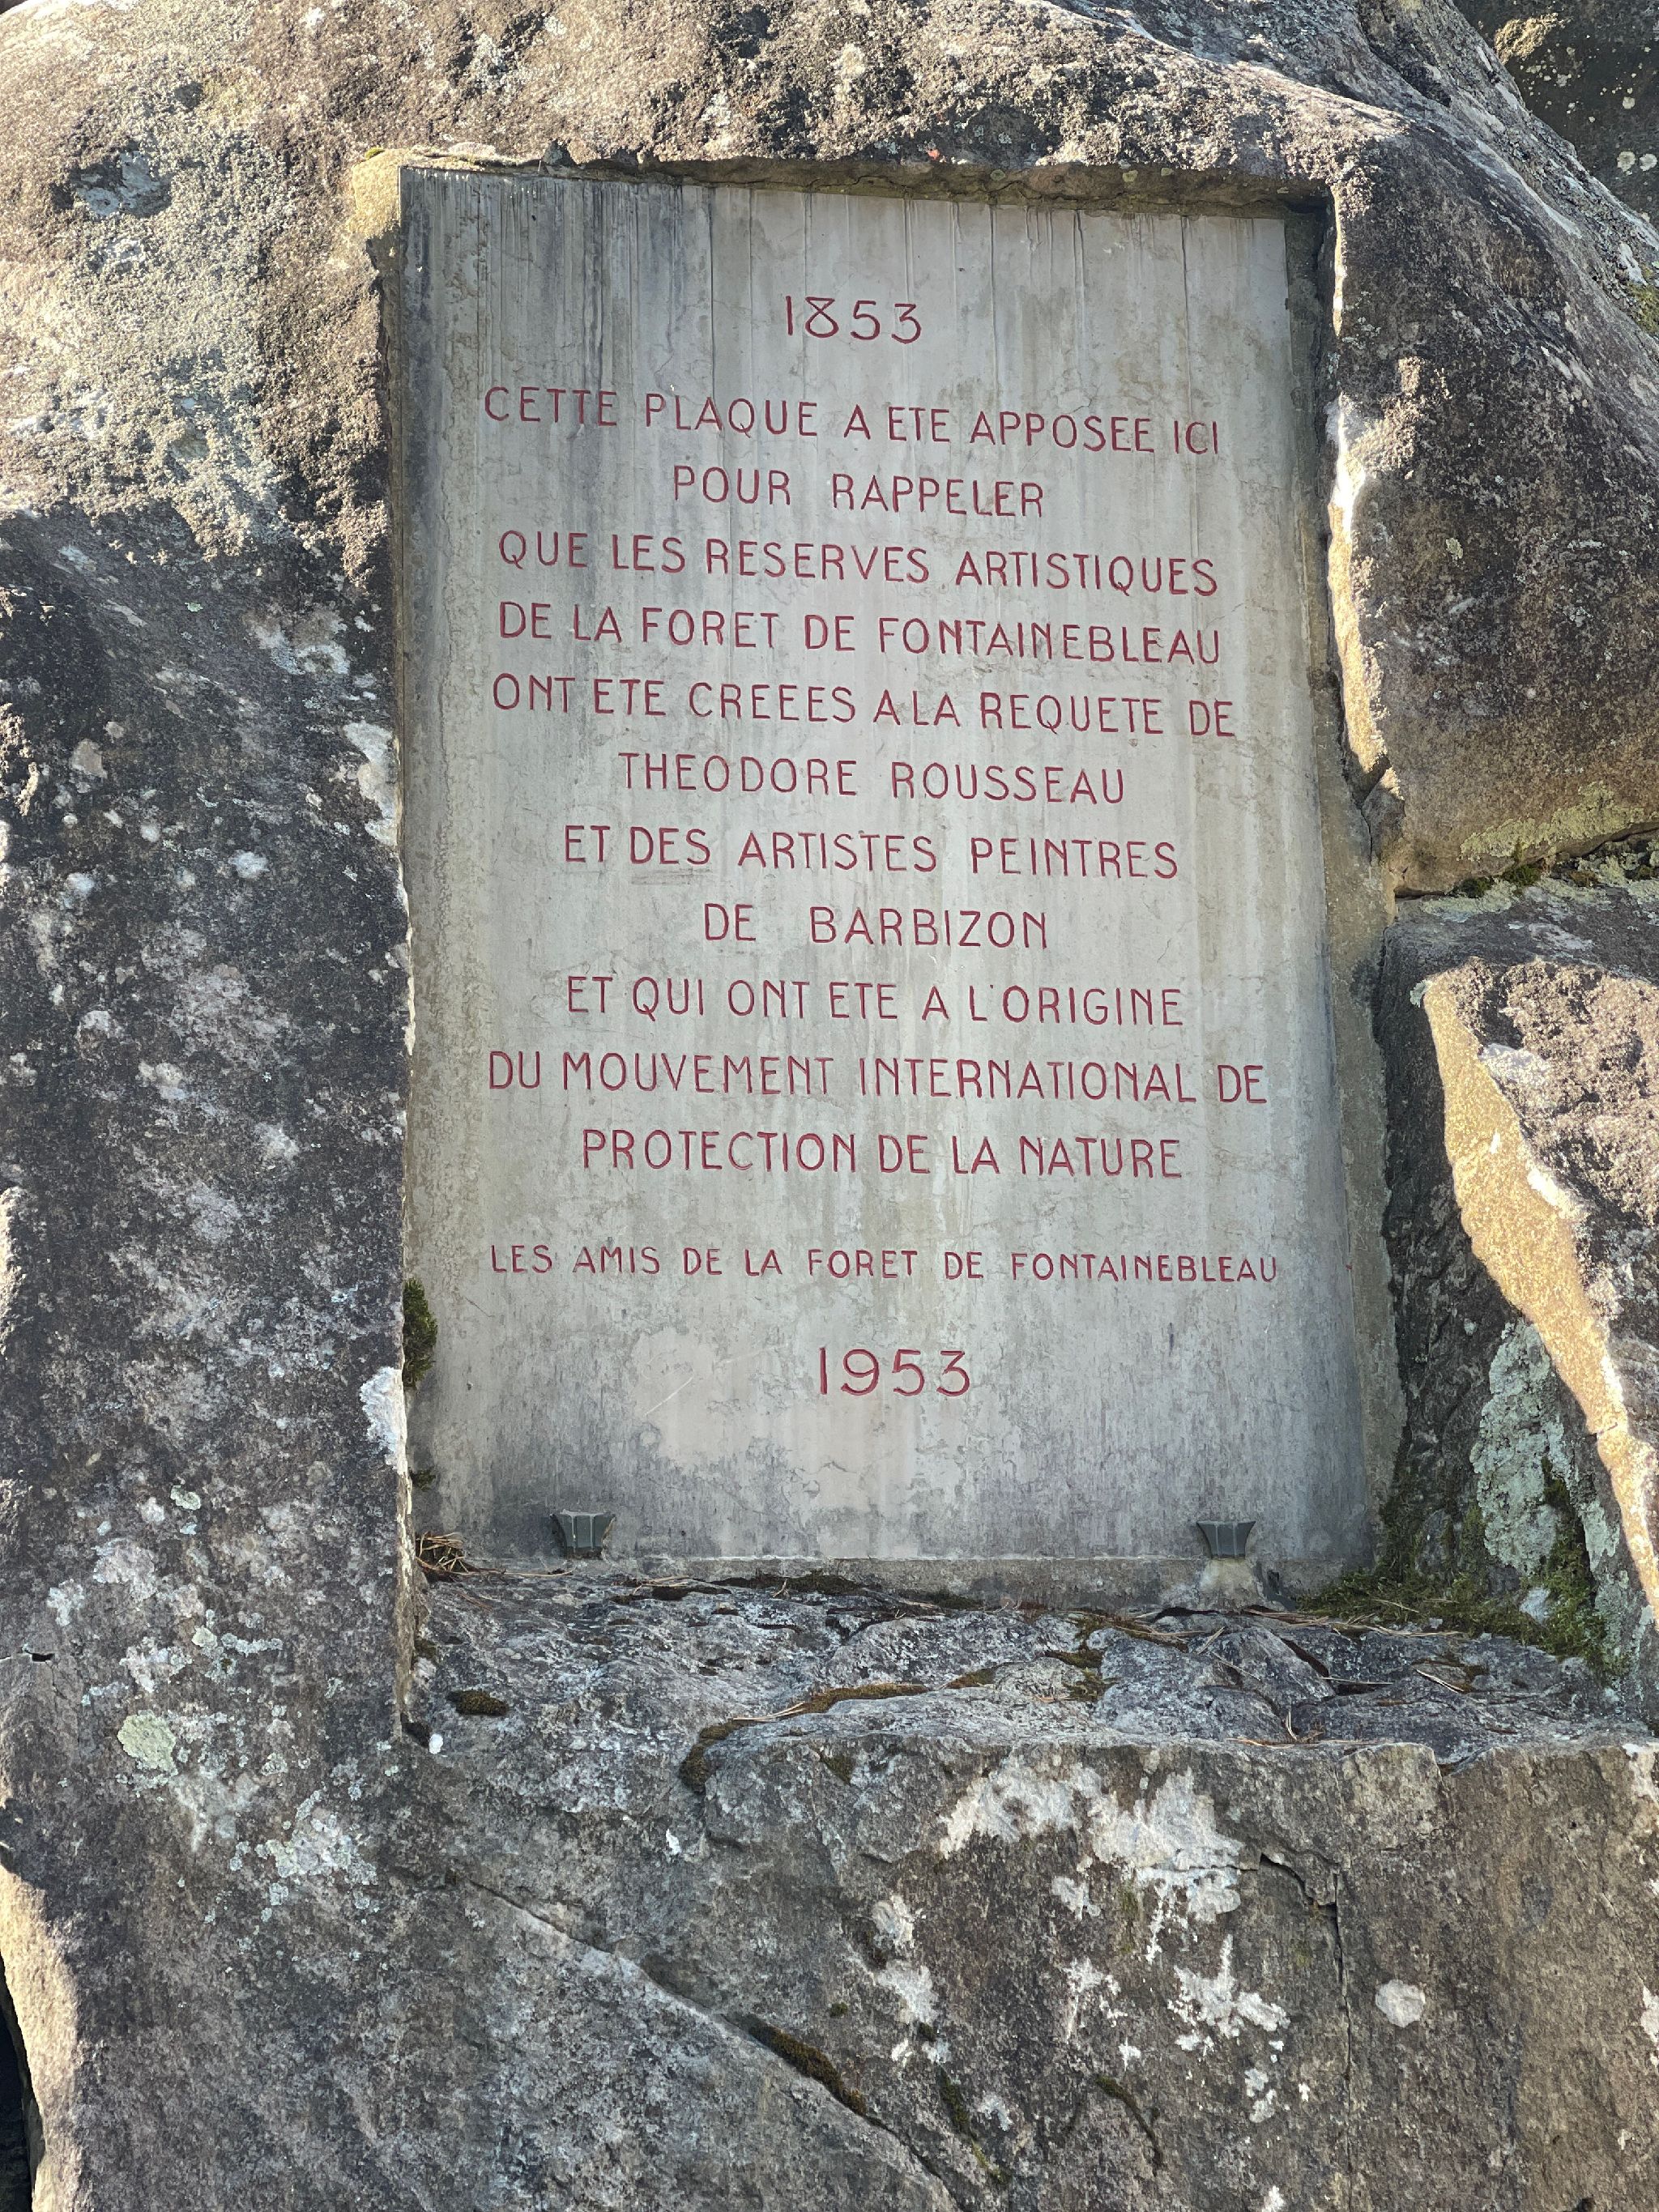 1853
CETTE PLAQUE A ETE APPOSEE ICI
POUR RAPPELER
QUE LES RESERVES ARTISTIQUES
DE LA FORET DE FONTAINEBLEAU
ONT ETE CREEES A LA REQUETE DE
THEODORE ROUSSEAU
ET DES ARTISTES PEINTRES
DE BARBIZON
ET QUI ONT ETE A L'ORIGINE
DU MOUVEMENT INTERNATIONAL DE
PROTECTION DE LA NATURE
LES AMIS DE LA FORET DE FONTAINEBLEAU
1953